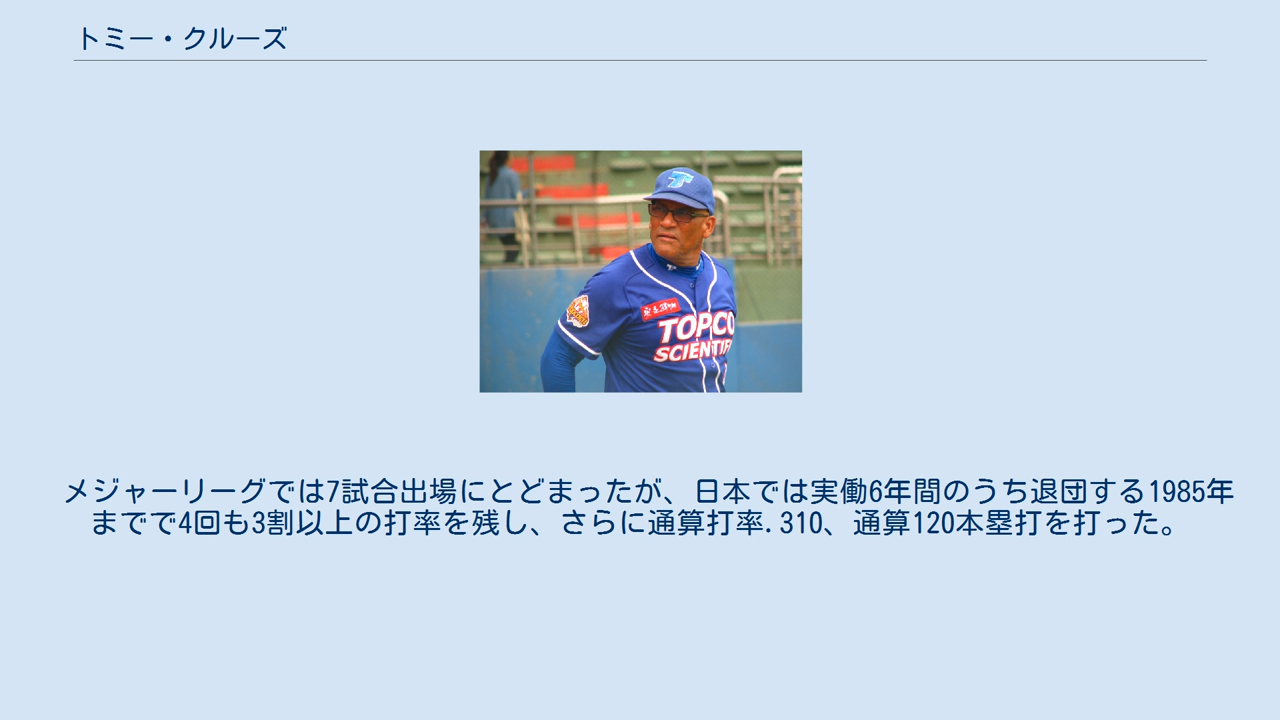 トミー・クルーズ
TOPCO
SCIENTIF
メジャーリーグでは7試合出場にとどまったが、日本では実働6年間のうち退団する1985年
までで4回も3割以上の打率を残し、さらに通算打率.310、通算120本塁打を打った。